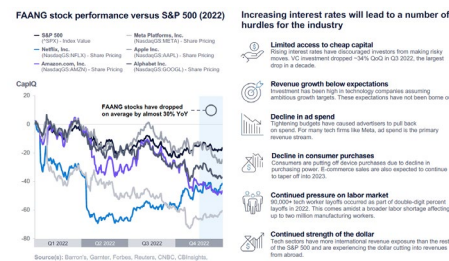 FAANG stock performance versus S&P 500 (2022)
S&P 500
(^SPX) - Index Value
Meta Platforms, Inc.
(NasdaqGS:META) - Share Pricing
Netflix, Inc.
(NasdaqGS:NFLX) - Share Pricing
Apple Inc.
(NasdaqGS:AAPL) - Share Pricing
Amazon.com, Inc.
(NasdaqGS:AMZN) - Share Pricing
Alphabet Inc.
(NasdaqGS:GOOGL) - Share Pricing
CapIQ
20
0
-20
-40
-60
-80
FAANG stocks have dropped
on average by almost 30% YoY
Q1 2022
Q2 2022
Q3 2022
Q4 2022
Source(s): Barron's, Gartner, Forbes, Reuters, CNBC, CBInsights.
Increasing interest rates will lead to a number of
hurdles for the industry
Limited access to cheap capital
Rising interest rates have discouraged investors from making risky
moves. VC investment dropped ~34% QoQ in Q3 2022, the largest
drop in a decade.
Revenue growth below expectations
Investment has been high in technology companies assuming
ambitious growth targets. These expectations have not been borne o
Decline in ad spend
Tightening budgets have caused advertisers to pull back
on spend. For many tech firms like Meta, ad spend is the primary
revenue stream.
Decline in consumer purchases
Consumers are putting off device purchases due to decline in
purchasing power. E-commerce sales are also expected to continue
to taper off into 2023.
Continued pressure on labor market
90,000+ tech worker layoffs occurred as part of double-digit percent
layoffs in 2022. This comes amidst a broader labor shortage affecting
up to two million manufacturing workers.
Continued strength of the dollar
Tech sectors have more international revenue exposure than the rest
of the S&P 500 and are experiencing the dollar cutting into revenues
from abroad.